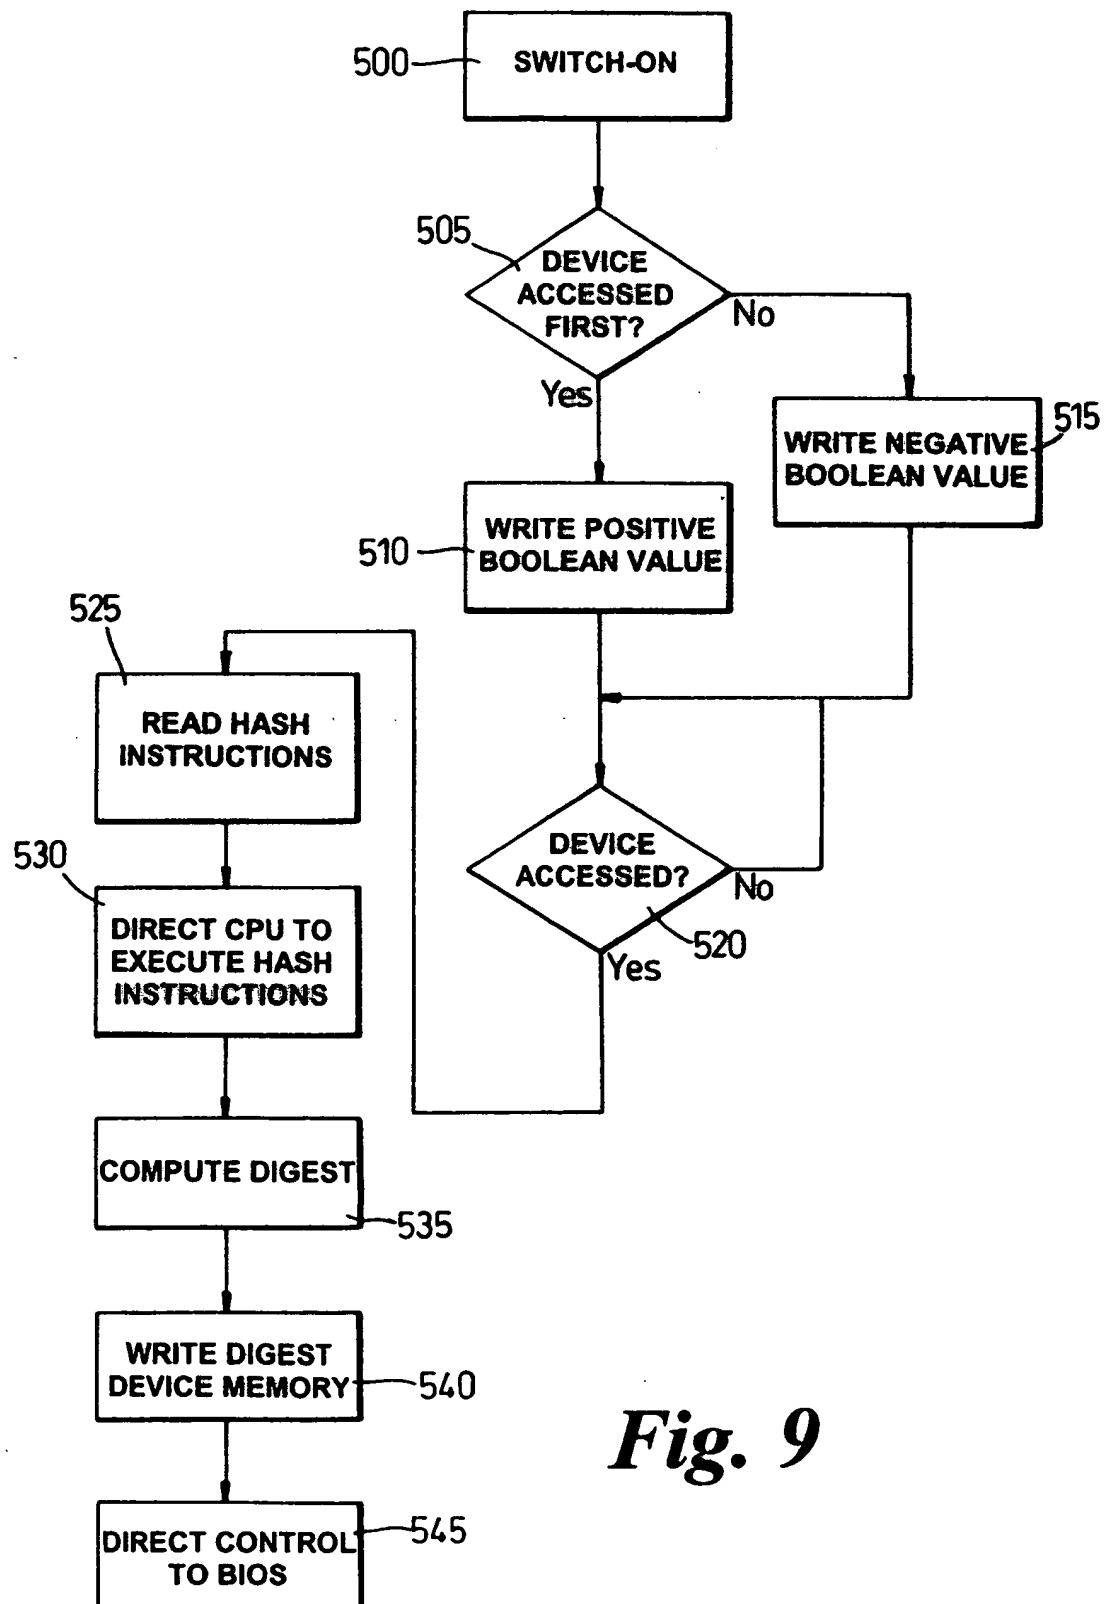 500
SWITCH-ON
505
DEVICE
ACCESSED
FIRST?
No
Yes
515
WRITE NEGATIVE
BOOLEAN VALUE
510
WRITE POSITIVE
BOOLEAN VALUE
525
READ HASH
INSTRUCTIONS
DEVICE
ACCESSED?
No
520
Yes
530
DIRECT CPU TO
EXECUTE HASH
INSTRUCTIONS
COMPUTE DIGEST
535
WRITE DIGEST
DEVICE MEMORY
540
Fig. 9
545
DIRECT CONTROL
TO BIOS